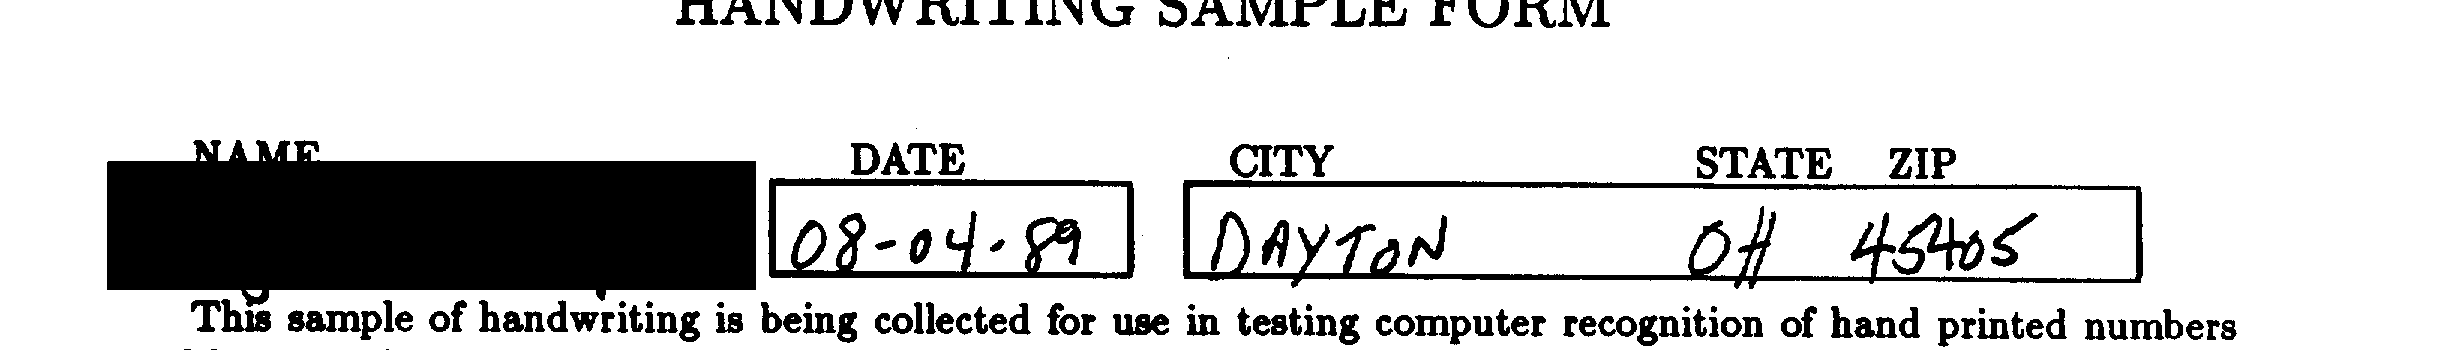 HANDWRITING SAMPLE FORM
NAME DATE CITY STATE ZIP
08-04-89 DAYTON OH 45405
This sample of handwriting is being collected for use in testing computer recognition of hand printed numbers